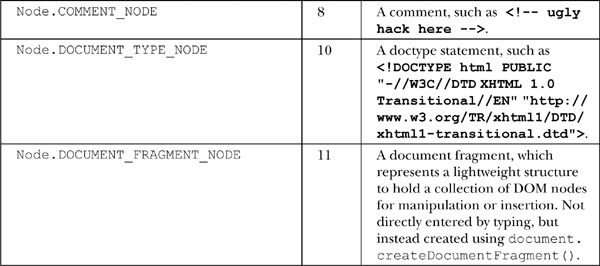 Node.COMMENT_NODE 8 A comment, such as <!-- ugly
hack here -->.
Node.DOCUMENT_TYPE_NODE 10 A doctype statement, such as
<!DOCTYPE html PUBLIC
"-//W3C//DTD XHTML 1.0
Transitional//EN" "http://
www.w3.org/TR/xhtml1/DTD/
xhtml1-transitional.dtd">.
Node.DOCUMENT_FRAGMENT_NODE 11 A document fragment, which
represents a lightweight structure
to hold a collection of DOM nodes
for manipulation or insertion. Not
directly entered by typing, but
instead created using document.
createDocumentFragment().